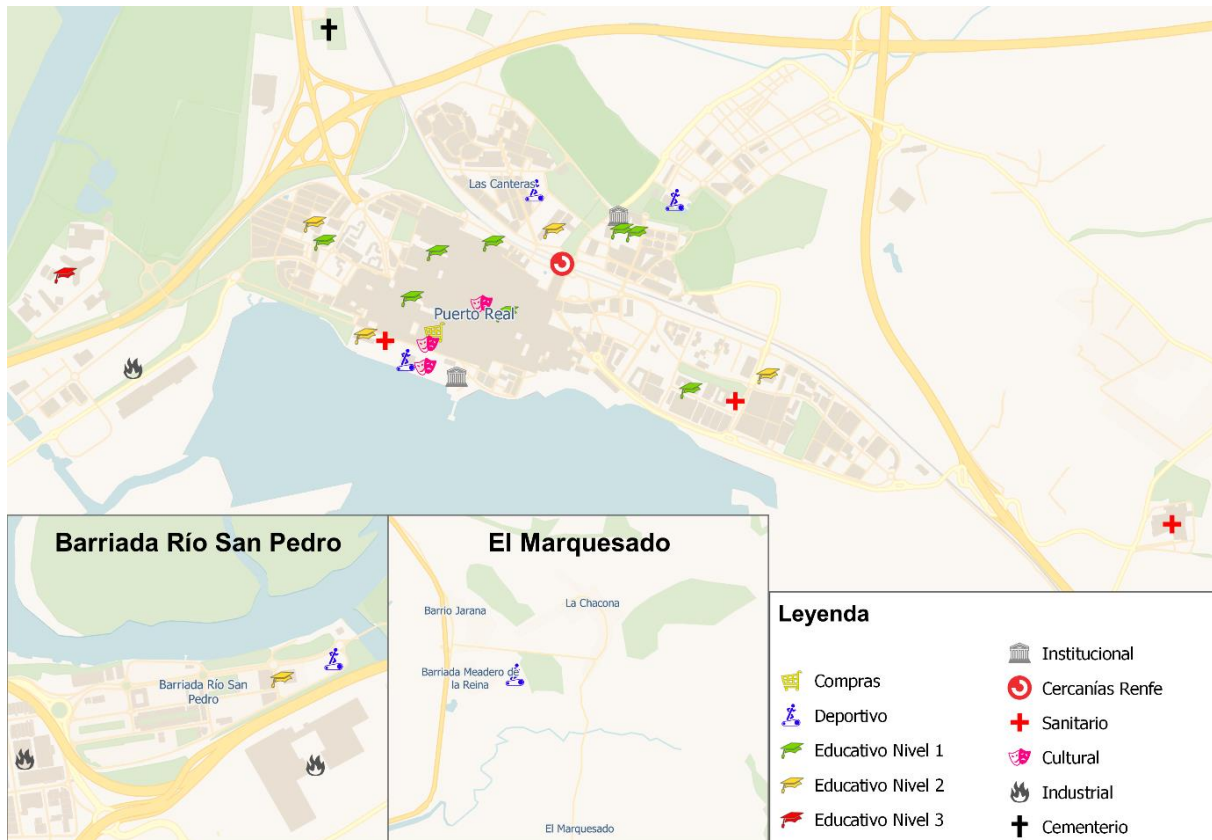 Las Canteras
Puerto Real
Barriada Río San Pedro
Barriada Río San
Pedro
El Marquesado
Barrio Jarana
La Chacona
Barriada Meadero de
la Reina
El Marquesado
Leyenda
Compras
Deportivo
Educativo Nivel 1
Educativo Nivel 2
Educativo Nivel 3
Institucional
Cercanías Renfe
Sanitario
Cultural
Industrial
Cementerio